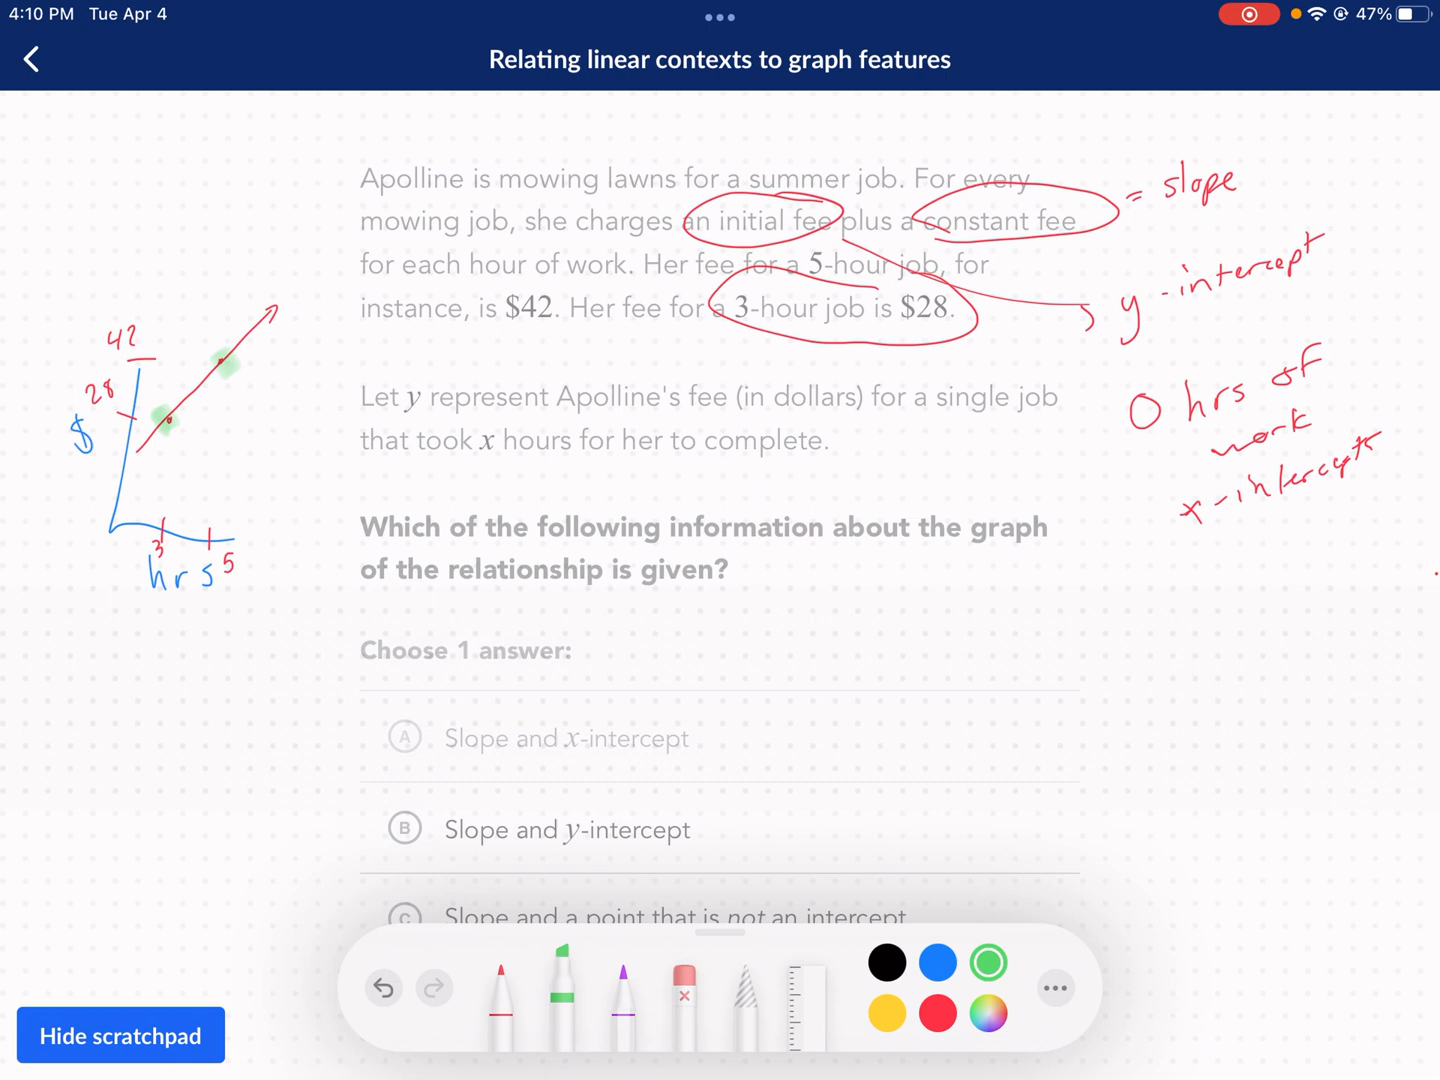 4:10 PM Tue Apr 4
47%
Relating linear contexts to graph features
Apolline is mowing lawns for a summer job. For every
mowing job, she charges an initial fee plus a constant fee
for each hour of work. Her fee for a 5-hour job, for
instance, is $42. Her fee for a 3-hour job is $28.
= slope
y-intercept
0 hrs of
work
x-intercept
42
28
$
3
5
hrs
Let y represent Apolline's fee (in dollars) for a single job
that took x hours for her to complete.
Which of the following information about the graph
of the relationship is given?
Choose 1 answer:
A Slope and x-intercept
B Slope and y-intercept
C Slope and a point that is not an intercept
Hide scratchpad